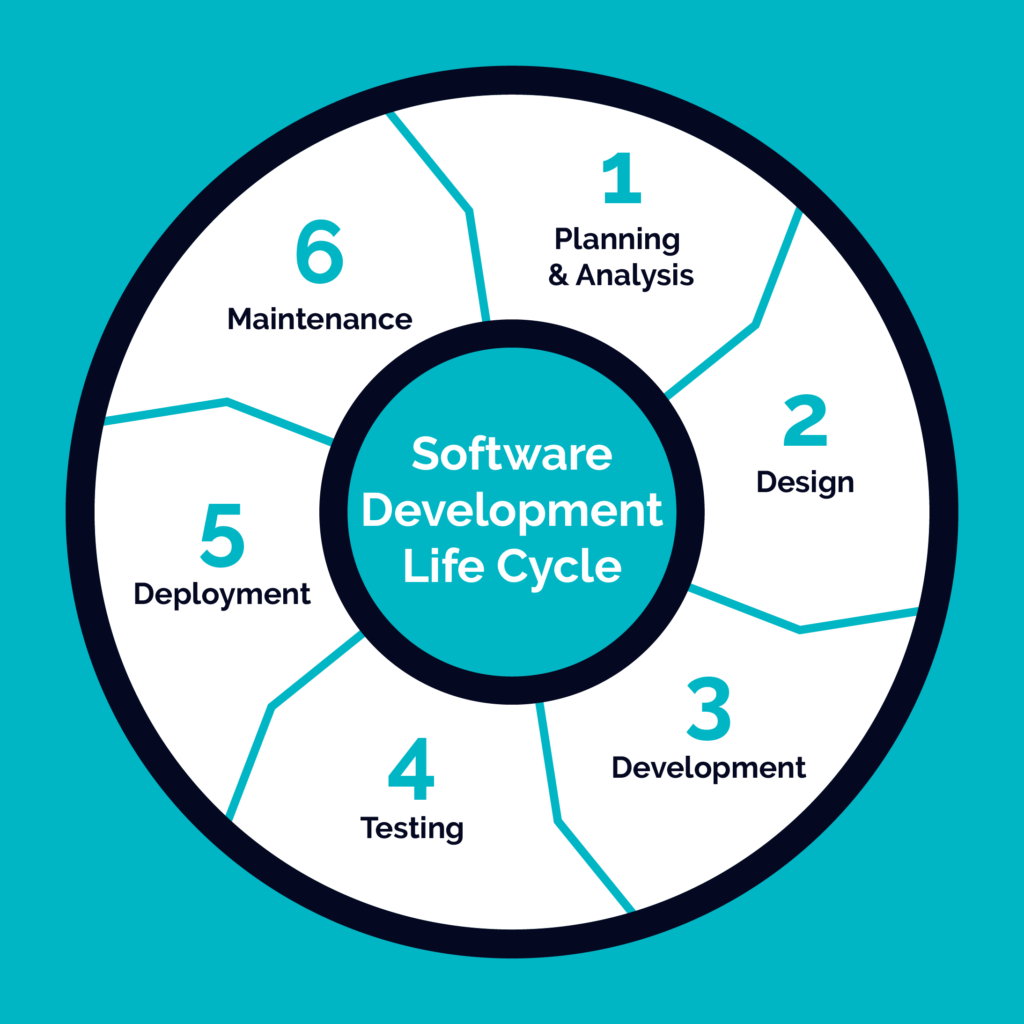 Software
Development
Life Cycle
1
Planning
& Analysis
2
Design
3
Development
4
Testing
5
Deployment
6
Maintenance